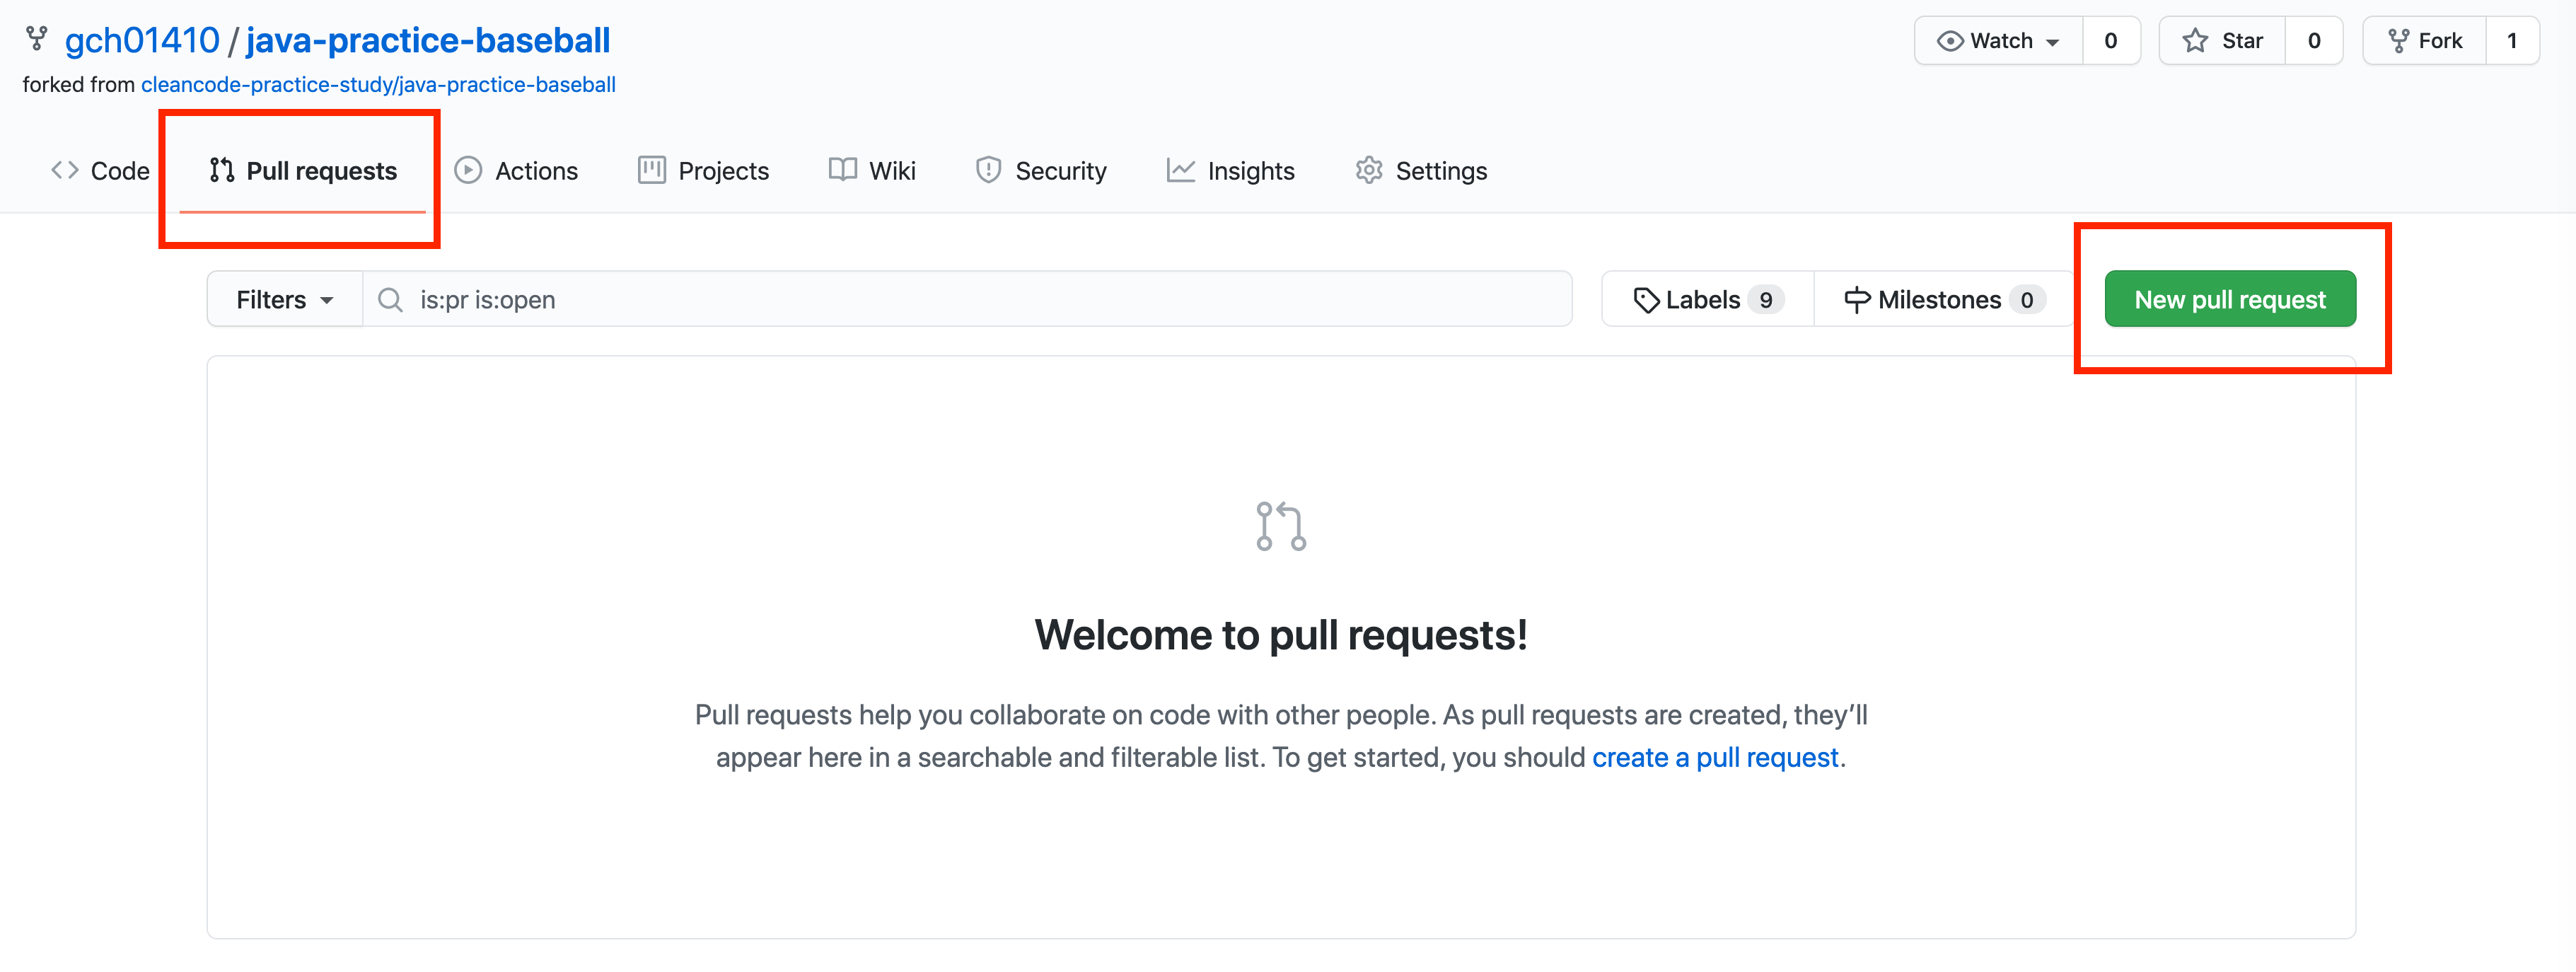 gch01410 / java-practice-baseball
Watch 0 Star 0 Fork 1
forked from cleancode-practice-study/java-practice-baseball
Code Pull requests Actions Projects Wiki Security Insights Settings
Filters is:pr is:open Labels 9 Milestones 0 New pull request
Welcome to pull requests!
Pull requests help you collaborate on code with other people. As pull requests are created, they’ll
appear here in a searchable and filterable list. To get started, you should create a pull request.